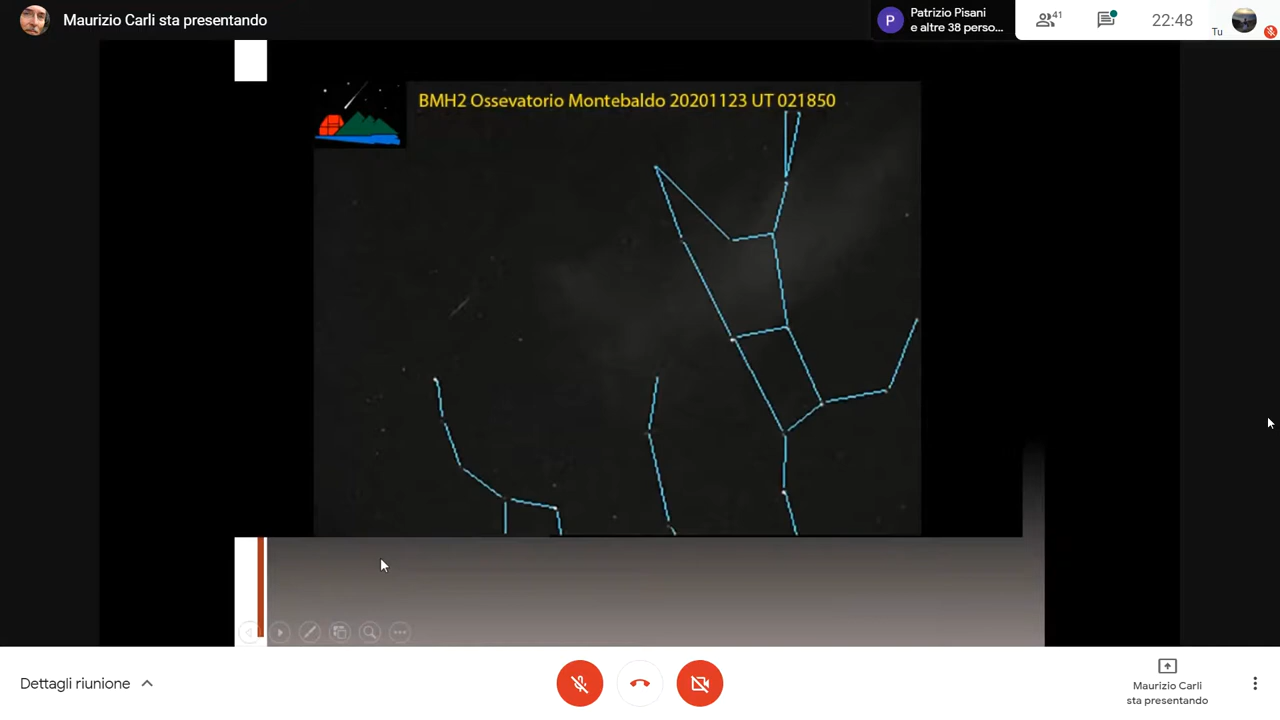 Maurizio Carli sta presentando
Patrizio Pisani
e altre 38 perso...
P
41
22:48
Tu
BMH2 Ossevatorio Montebaldo 20201123 UT 021850
Dettagli riunione
Maurizio Carli
sta presentando